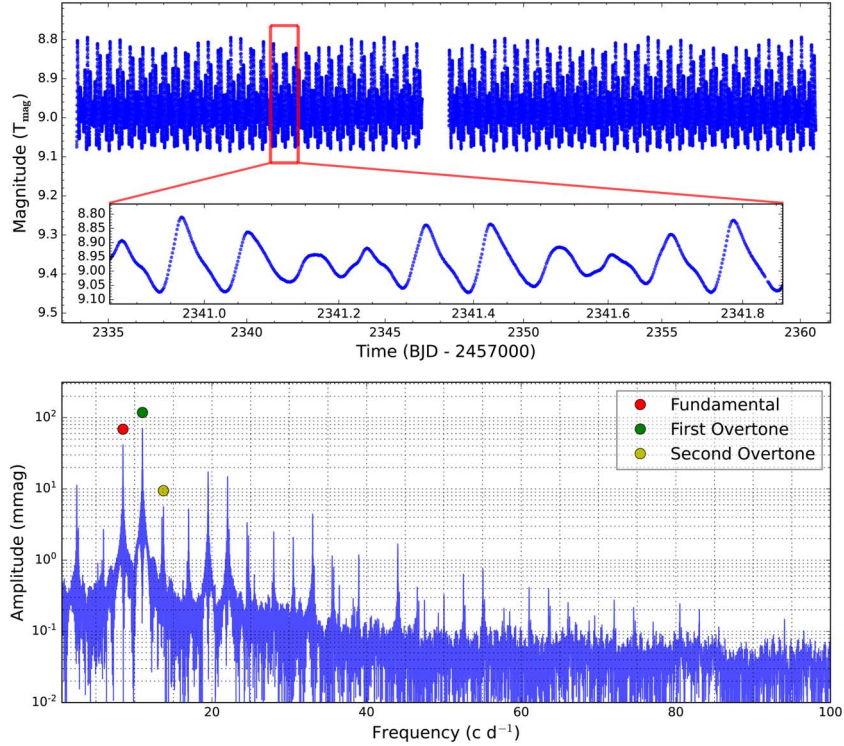 8.8
8.9
9.0
9.1
9.2
9.3
9.4
9.5
Magnitude (T_mag)
8.80
8.85
8.90
8.95
9.00
9.05
9.10
2341.0 2341.2 2341.4 2341.6 2341.8
2335 2340 2345 2350 2355 2360
Time (BJD - 2457000)
10² 
10¹
10⁰
10⁻¹
10⁻²
Amplitude (mmag)
Fundamental
First Overtone
Second Overtone
20 40 60 80 100
Frequency (c d⁻¹)